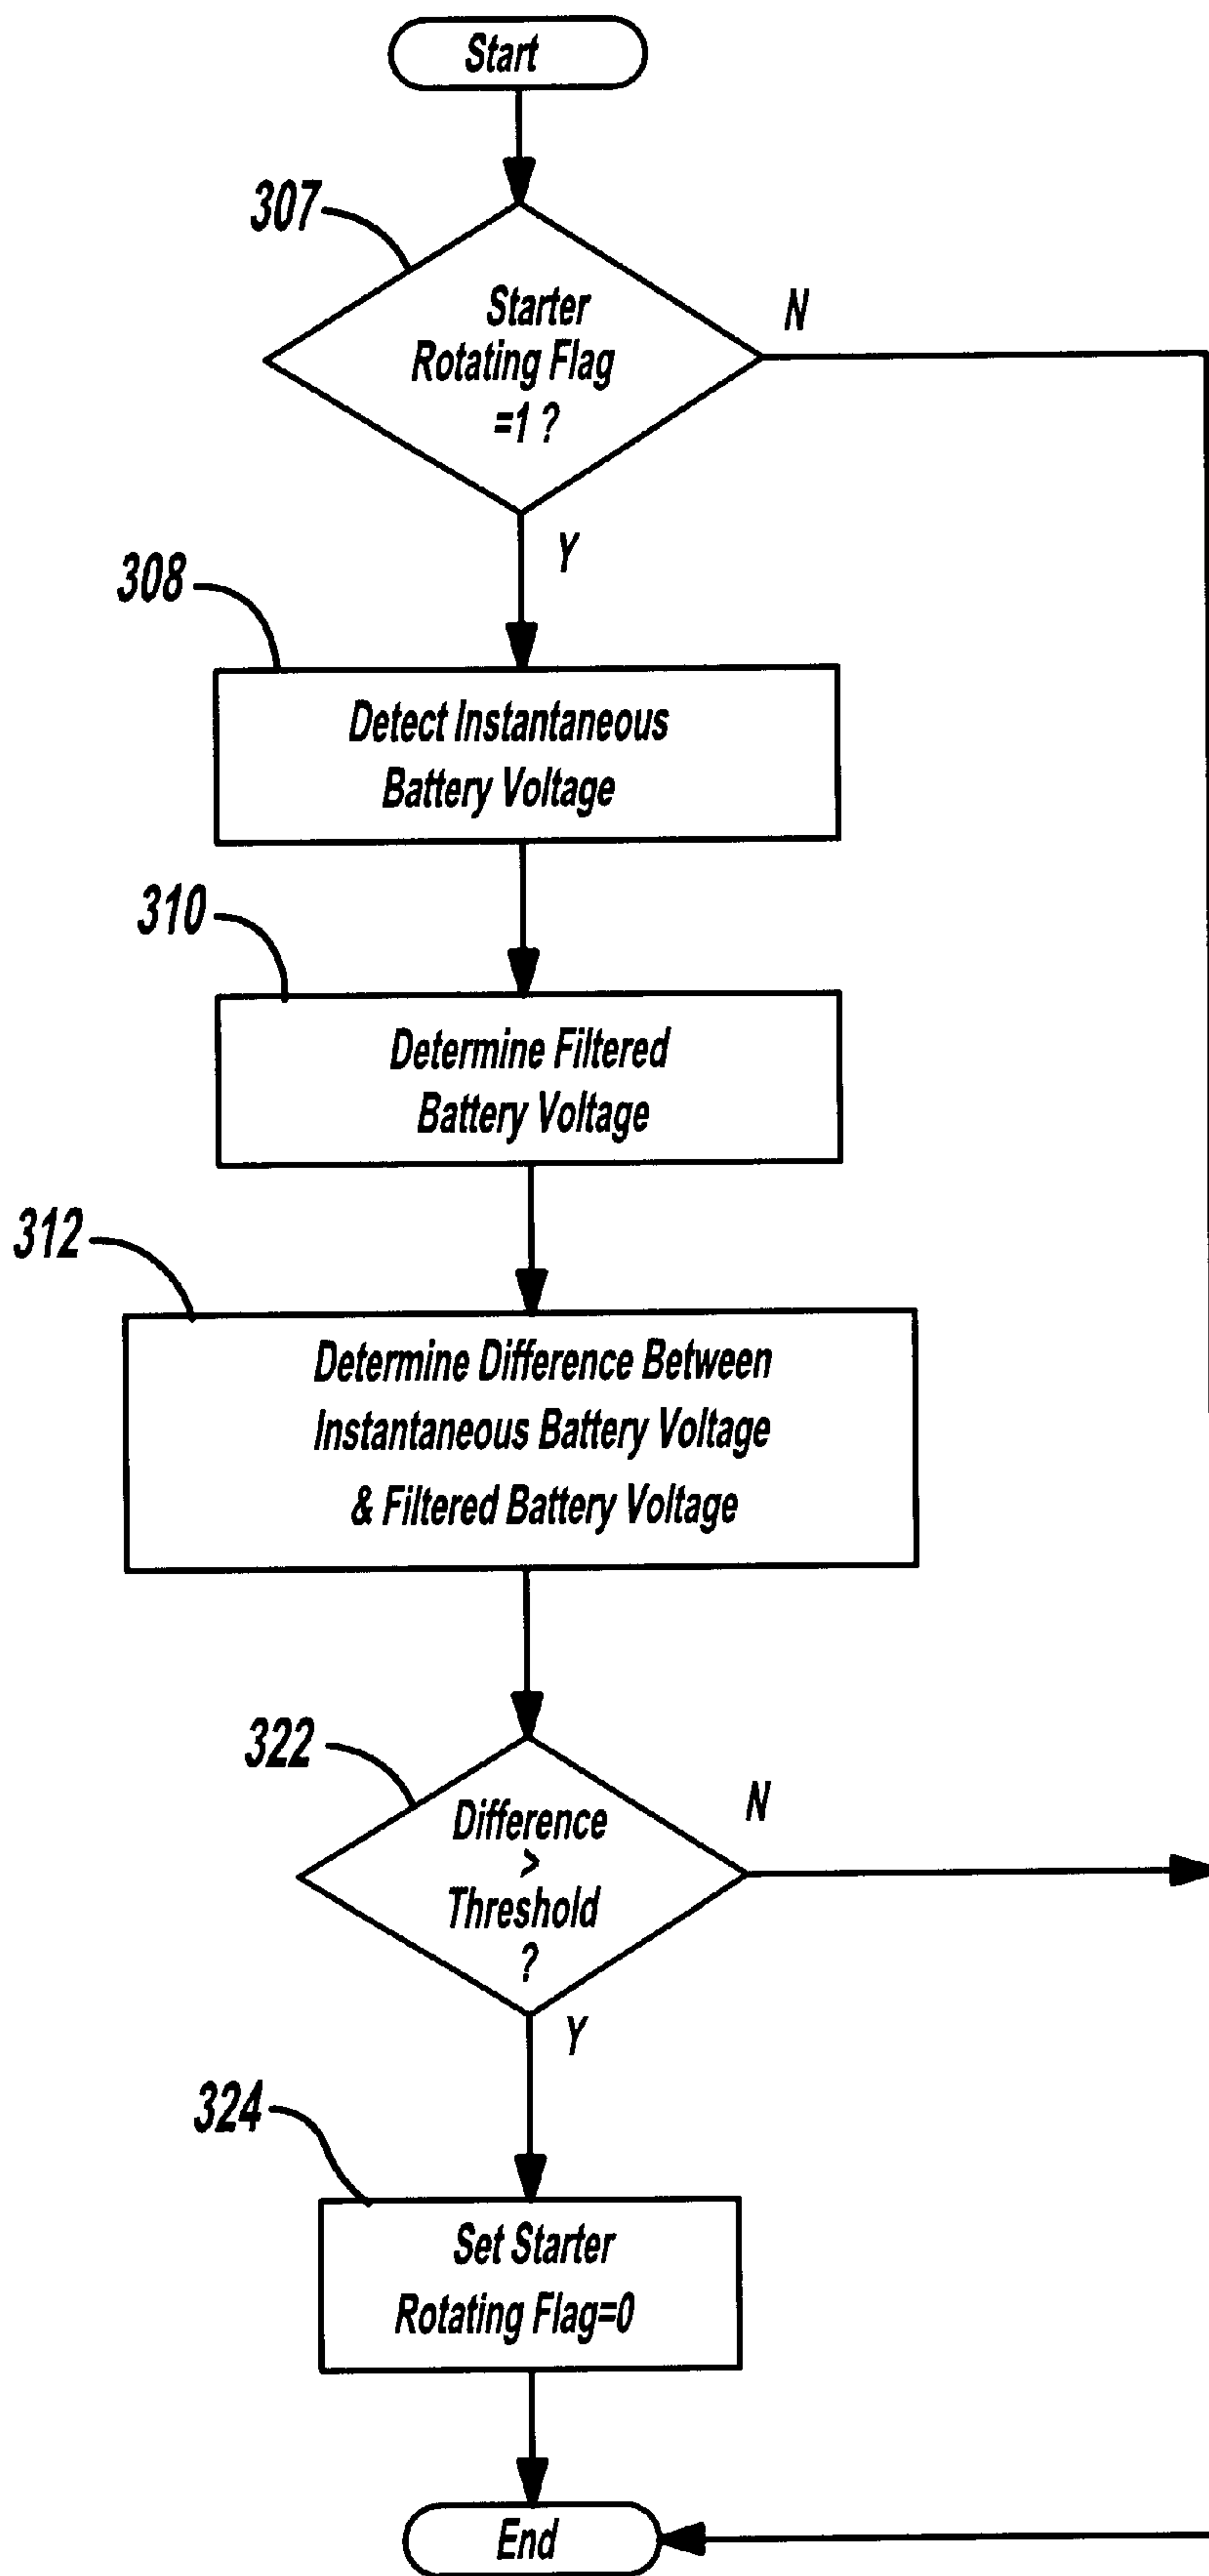 Start
307
Starter
Rotating Flag
=1 ?
N
Y
308
Detect Instantaneous
Battery Voltage
310
Determine Filtered
Battery Voltage
312
Determine Difference Between
Instantaneous Battery Voltage
& Filtered Battery Voltage
322
Difference
>
Threshold
?
N
Y
324
Set Starter
Rotating Flag=0
End